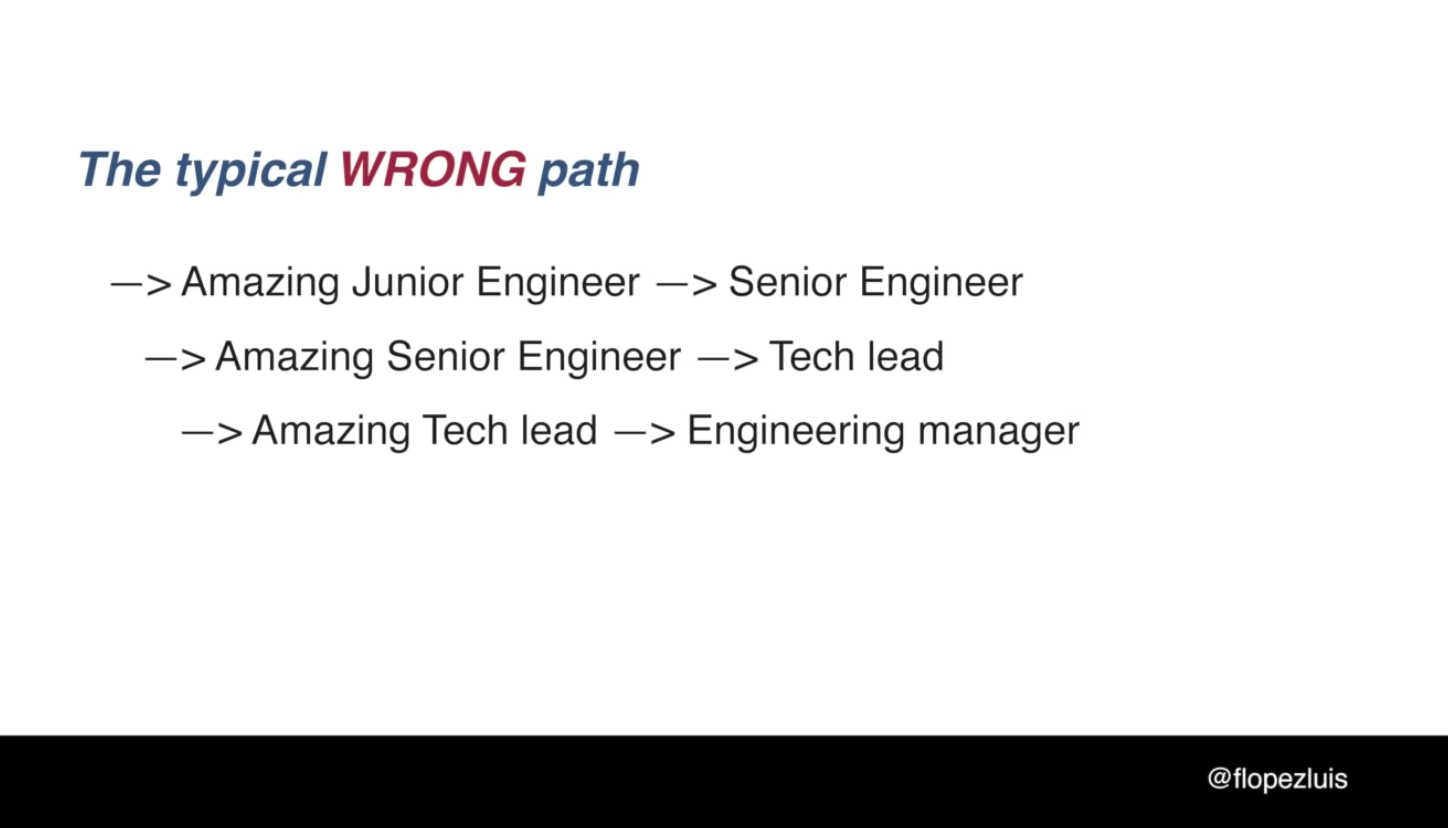 The typical WRONG path
—> Amazing Junior Engineer —> Senior Engineer
—> Amazing Senior Engineer —> Tech lead
—> Amazing Tech lead —> Engineering manager
@flopezluis